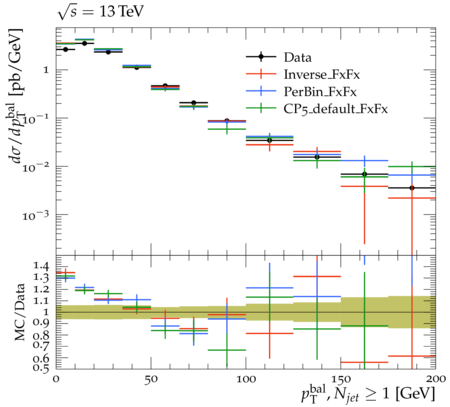 √s = 13 TeV
dσ/dp_T^bal [pb/GeV]
1
10⁻¹
10⁻²
10⁻³
Data
Inverse_FxFx
PerBin_FxFx
CP5_default_FxFx
MC/Data
1.4
1.3
1.2
1.1
1
0.9
0.8
0.7
0.6
0.5
0 50 100 150 200
p_T^bal, N_jet ≥ 1 [GeV]